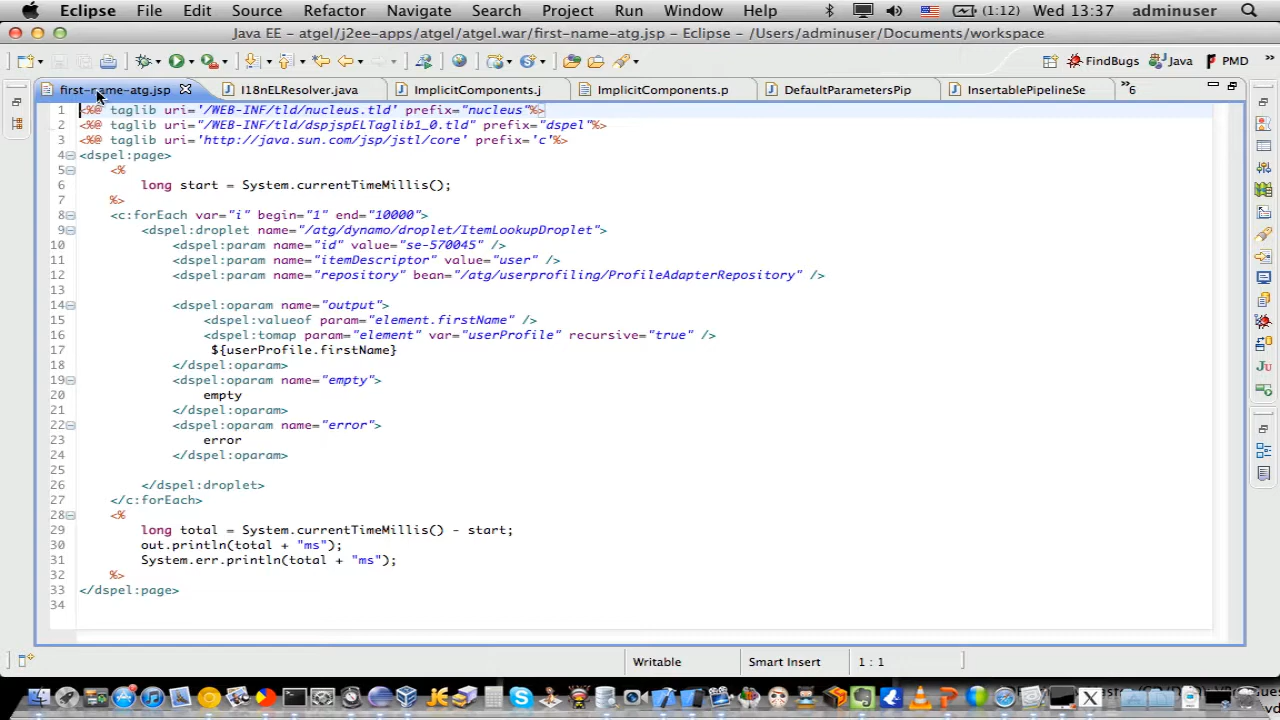 Eclipse File Edit Source Refactor Navigate Search Project Run Window Help (1:12) Wed 13:37 adminuser
Java EE - atgel/j2ee-apps/atgel/atgel.war/first-name-atg.jsp - Eclipse - /Users/adminuser/Documents/workspace
FindBugs Java PMD »
first-name-atg.jsp I18nELResolver.java ImplicitComponents.j ImplicitComponents.p DefaultParametersPip InsertablePipelineSe »6
1 <%@ taglib uri='/WEB-INF/tld/nucleus.tld' prefix="nucleus"%>
2 <%@ taglib uri="/WEB-INF/tld/dspjspELTaglib1_0.tld" prefix="dspel"%>
3 <%@ taglib uri='http://java.sun.com/jsp/jstl/core' prefix='c'%>
4 <dspel:page>
5 <%
6 long start = System.currentTimeMillis();
7 %>
8 <c:forEach var="i" begin="1" end="10000">
9 <dspel:droplet name="/atg/dynamo/droplet/ItemLookupDroplet">
10 <dspel:param name="id" value="se-570045" />
11 <dspel:param name="itemDescriptor" value="user" />
12 <dspel:param name="repository" bean="/atg/userprofiling/ProfileAdapterRepository" />
13
14 <dspel:oparam name="output">
15 <dspel:valueof param="element.firstName" />
16 <dspel:tomap param="element" var="userProfile" recursive="true" />
17 ${userProfile.firstName}
18 </dspel:oparam>
19 <dspel:oparam name="empty">
20 empty
21 </dspel:oparam>
22 <dspel:oparam name="error">
23 error
24 </dspel:oparam>
25
26 </dspel:droplet>
27 </c:forEach>
28 <%
29 long total = System.currentTimeMillis() - start;
30 out.println(total + "ms");
31 System.err.println(total + "ms");
32 %>
33 </dspel:page>
34
Writable Smart Insert 1 : 1